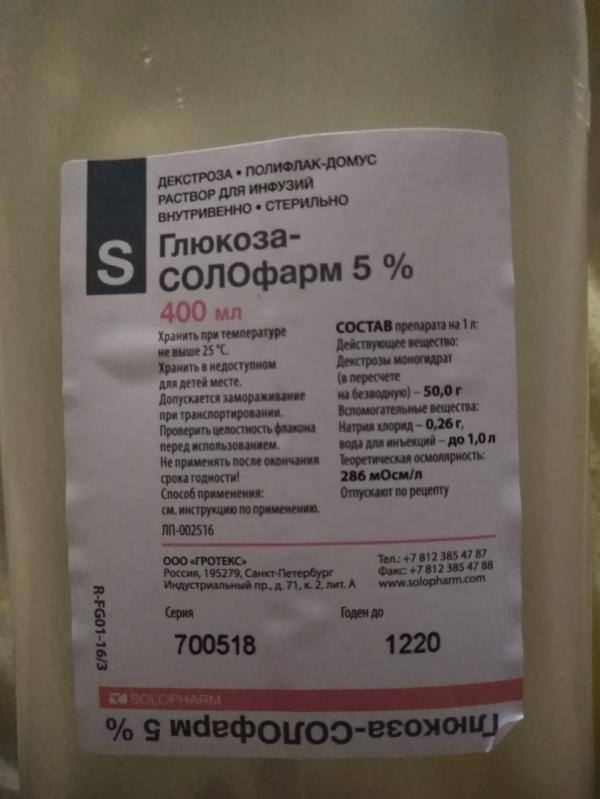 ДЕКСТРОЗА • ПОЛИФЛАК-ДОМУС
РАСТВОР ДЛЯ ИНФУЗИЙ
ВНУТРИВЕННО • СТЕРИЛЬНО
S
Глюкоза-
СОЛОфарм 5 %
400 мл
Хранить при температуре
не выше 25 °С.
Хранить в недоступном
для детей месте.
Допускается замораживание
при транспортировании.
Проверить целостность флакона
перед использованием.
Не применять после окончания
срока годности!
Способ применения:
см. инструкцию по применению.
ЛП-002516
СОСТАВ препарата на 1 л:
Действующее вещество:
Декстрозы моногидрат
(в пересчете
на безводную) – 50,0 г
Вспомогательные вещества:
Натрия хлорид – 0,26 г,
вода для инъекций – до 1,0 л
Теоретическая осмолярность:
286 мОсм/л
Отпускают по рецепту
ООО «ГРОТЕКС»
Россия, 195279, Санкт-Петербург
Индустриальный пр., д. 71, к. 2, лит. А
Тел.: +7 812 385 47 87
Факс: +7 812 385 47 88
www.solopharm.com
R-FG01-16/3
Серия
700518
Годен до
1220
SOLOPHARM
Глюкоза-СОЛОфарм 5 %